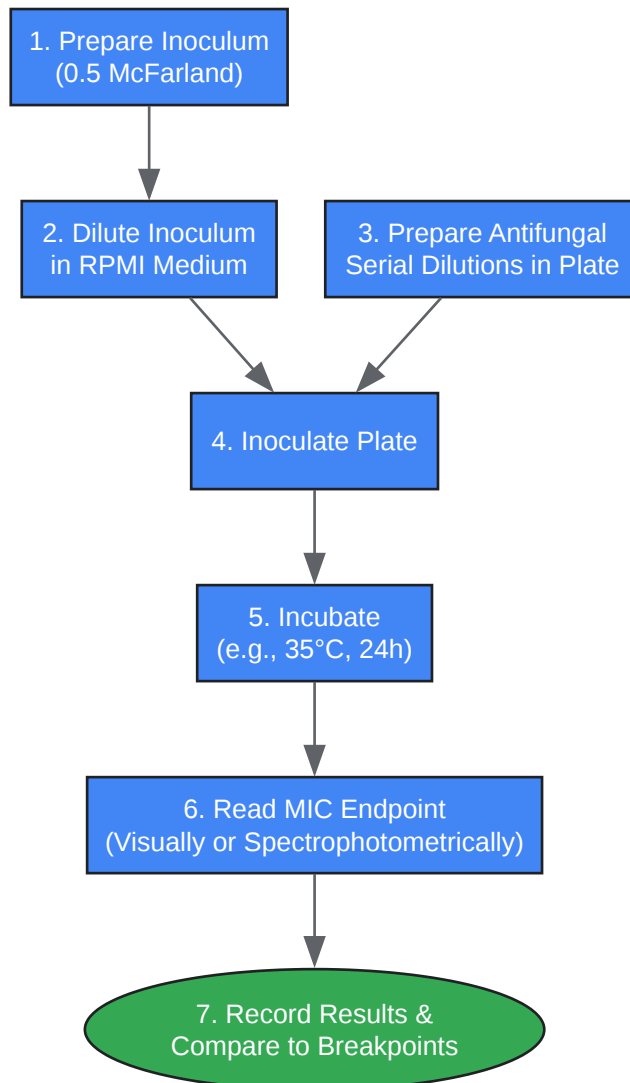 1. Prepare Inoculum
(0.5 McFarland)
2. Dilute Inoculum
in RPMI Medium
3. Prepare Antifungal
Serial Dilutions in Plate
4. Inoculate Plate
5. Incubate
(e.g., 35°C, 24h)
6. Read MIC Endpoint
(Visually or Spectrophotometrically)
7. Record Results &
Compare to Breakpoints